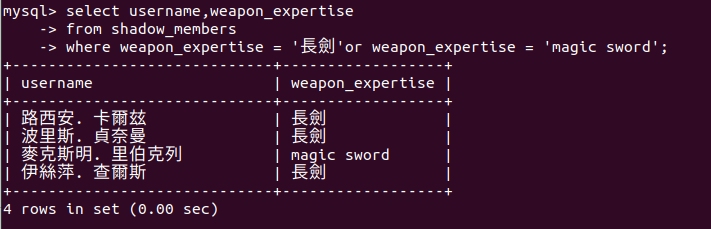 mysql> select username,weapon_expertise
-> from shadow_members
-> where weapon_expertise = '長劍'or weapon_expertise = 'magic sword';
+----------------------------+------------------+
| username | weapon_expertise |
+----------------------------+------------------+
| 路西安．卡爾茲 | 長劍 |
| 波里斯．貞奈曼 | 長劍 |
| 麥克斯明．里伯克列 | magic sword |
| 伊絲萍．查爾斯 | 長劍 |
+----------------------------+------------------+
4 rows in set (0.00 sec)